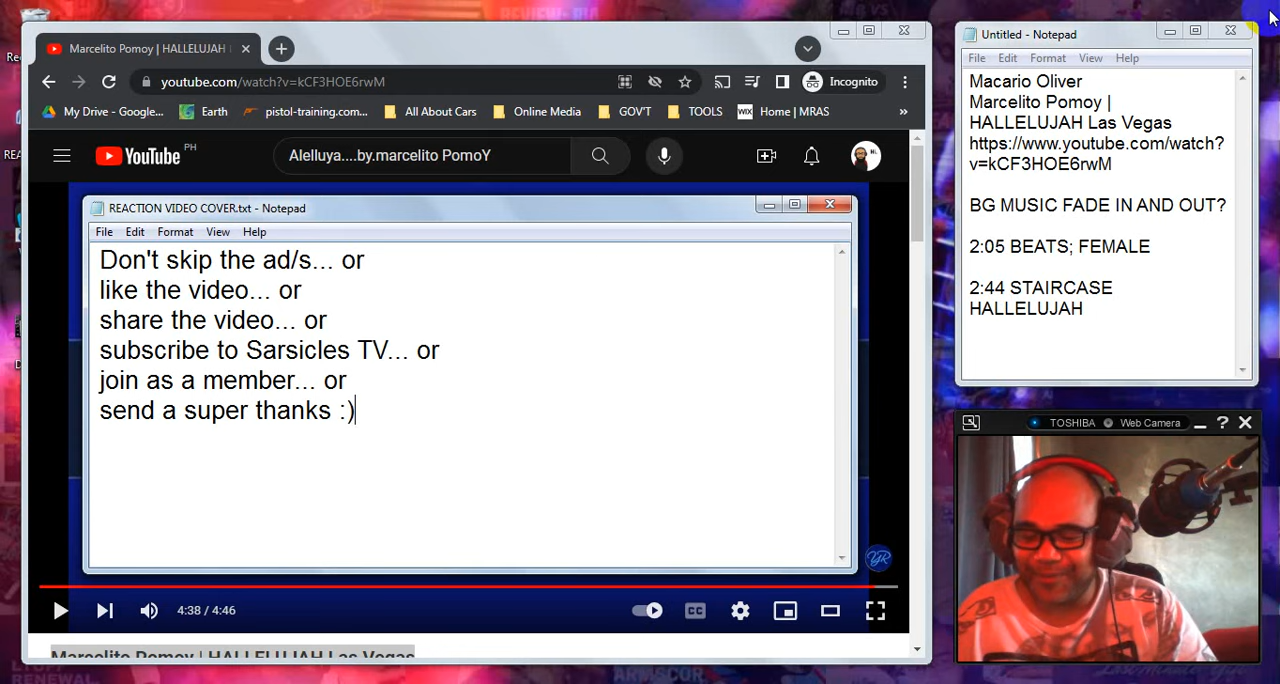 Marcelito Pomoy | HALLELUJAH
youtube.com/watch?v=kCF3HOE6rwM
Incognito
My Drive - Google...
Earth
pistol-training.com...
All About Cars
Online Media
GOV'T
TOOLS
WIX
Home | MRAS
»
YouTube PH
Alelluya....by.marcelito PomoY
REACTION VIDEO COVER.txt - Notepad
File Edit Format View Help
Don't skip the ad/s... or
like the video... or
share the video... or
subscribe to Sarsicles TV... or
join as a member... or
send a super thanks :)
YR
4:38 / 4:46
CC
Marcelito Pomoy | HALLELUJAH Las Vegas
Untitled - Notepad
File Edit Format View Help
Macario Oliver
Marcelito Pomoy |
HALLELUJAH Las Vegas
https://www.youtube.com/watch?
v=kCF3HOE6rwM
BG MUSIC FADE IN AND OUT?
2:05 BEATS; FEMALE
2:44 STAIRCASE
HALLELUJAH
TOSHIBA Web Camera
RENEWAL
ARMSCOR